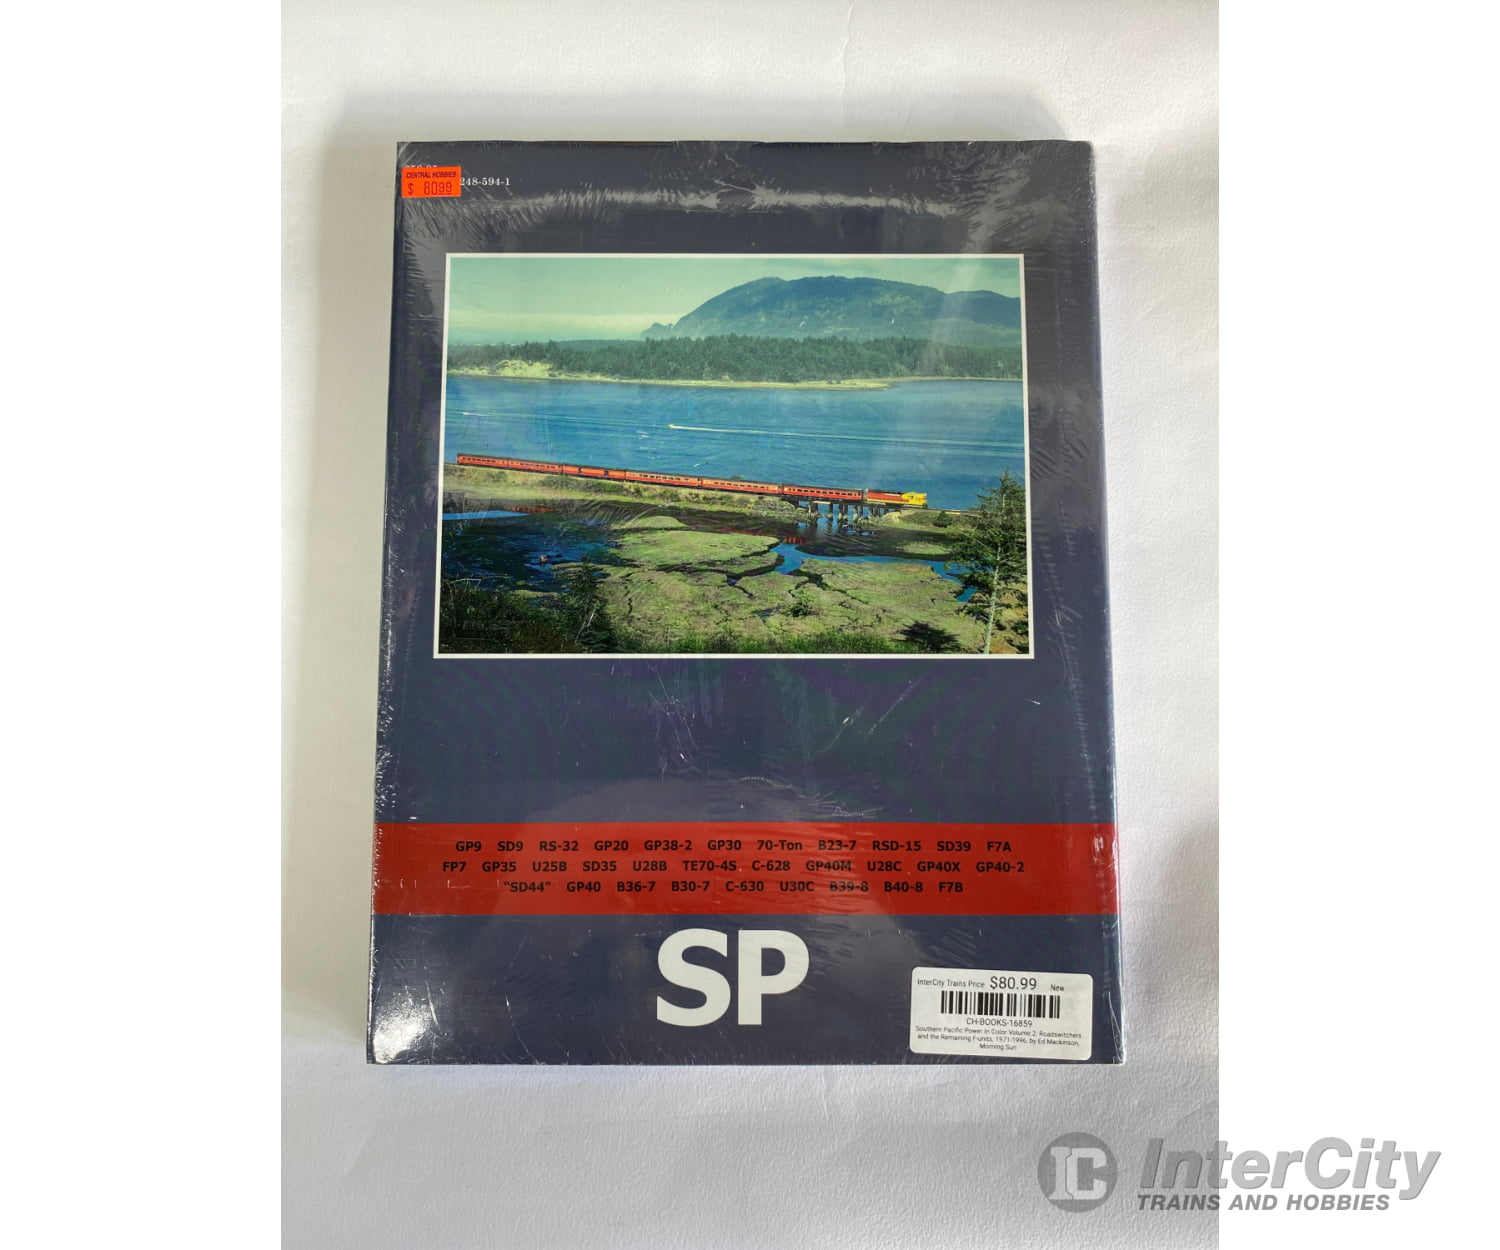 CENTRAL HOBBIES
$ 80.99
248-594-1
GP9 SD9 RS-32 GP20 GP38-2 GP30 70-Ton B23-7 RSD-15 SD39 F7A
FP7 GP35 U25B SD35 U28B TE70-4S C-628 GP40M U28C GP40X GP40-2
"SD44" GP40 B36-7 B30-7 C-630 U30C B39-8 B40-8 F7B
SP
InterCity Trains Price $80.99 New
CH-BOOKS-16859
Southern Pacific Power In Color Volume 2: Roadswitchers
and the Remaining F-units, 1971-1996, by Ed Mackinson,
Morning Sun
IC InterCity
TRAINS AND HOBBIES